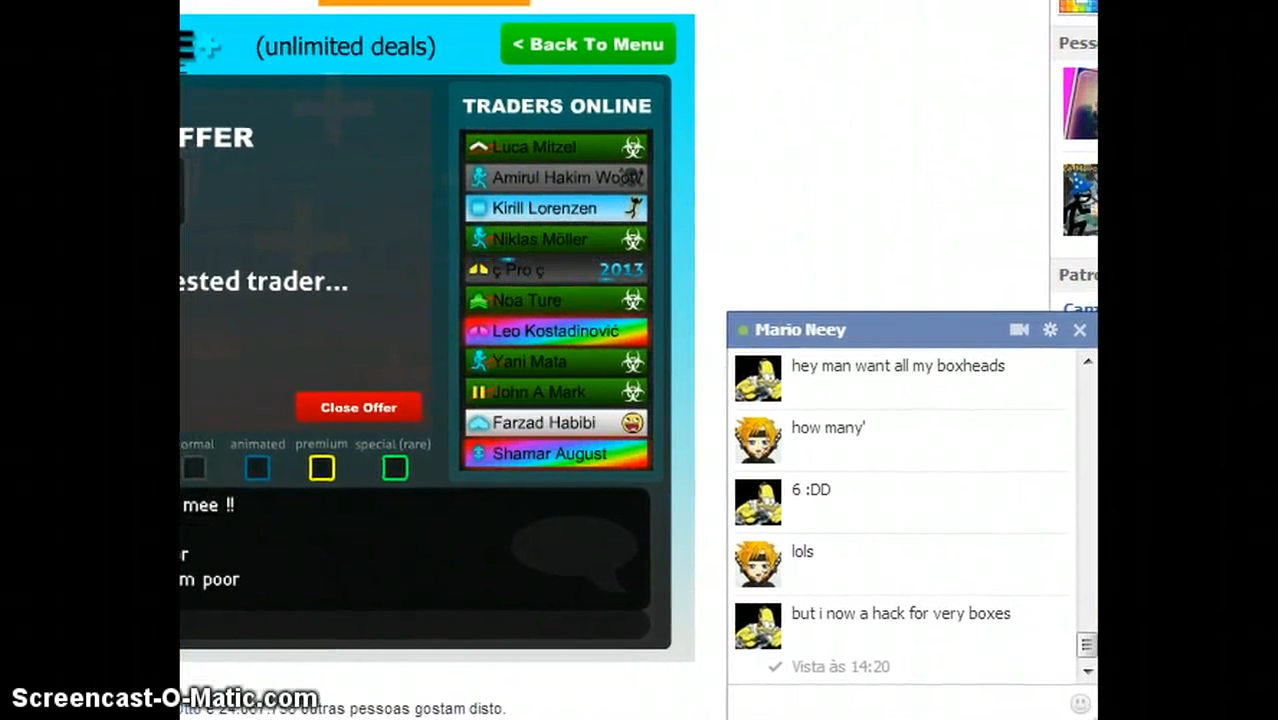 (unlimited deals)
< Back To Menu
TRADERS ONLINE
FFER
Luca Mitzel
Amirul Hakim Woon
Kirill Lorenzen
Niklas Möller
ç Pro ç
2013
ested trader...
Noa Ture
Leo Kostadinović
Yani Mata
John A Mark
Close Offer
Farzad Habibi
ormal animated premium special (rare)
Shamar August
mee !!
r
m poor
Pess
Patro
Mario Neey
hey man want all my boxheads
how many'
6 :DD
lols
but i now a hack for very boxes
Vista às 14:20
outras pessoas gostam disto.
Screencast-O-Matic.com